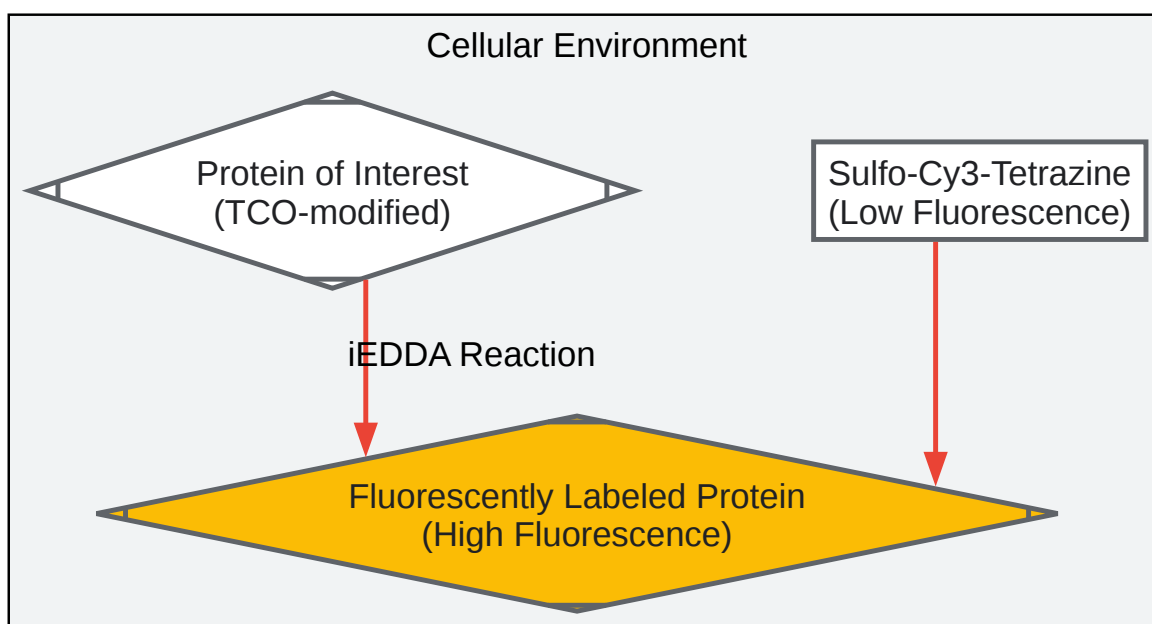 Cellular Environment
Protein of Interest
(TCO-modified)
Sulfo-Cy3-Tetrazine
(Low Fluorescence)
iEDDA Reaction
Fluorescently Labeled Protein
(High Fluorescence)